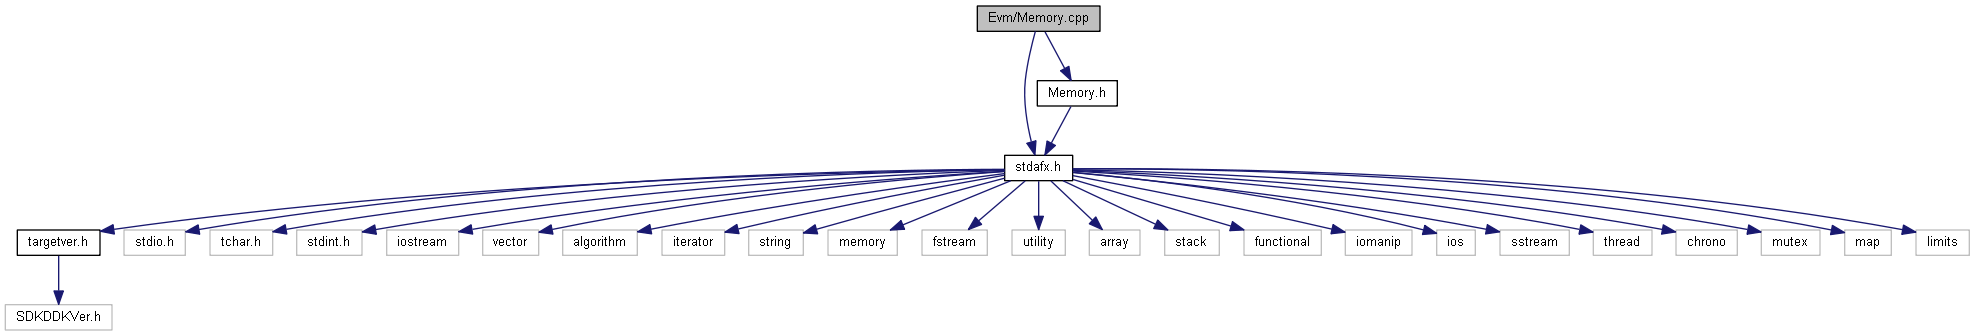 Evm/Memory.cpp
Memory.h
stdafx.h
targetver.h
stdio.h
tchar.h
stdint.h
iostream
vector
algorithm
iterator
string
memory
fstream
utility
array
stack
functional
iomanip
ios
sstream
thread
chrono
mutex
map
limits
SDKDDKVer.h